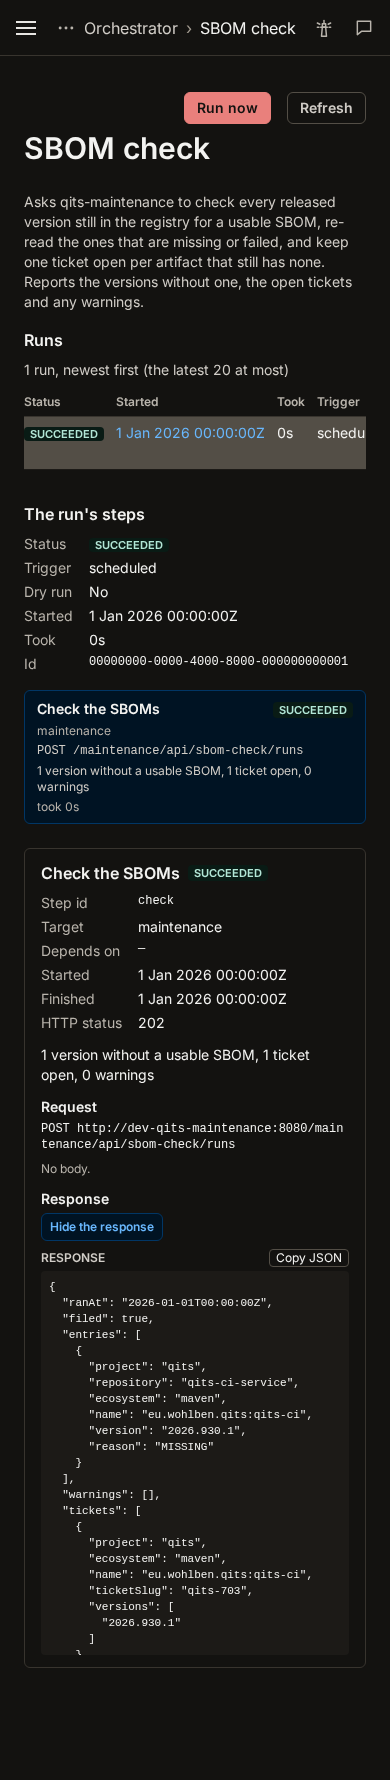 Orchestrator › SBOM check
Run now
Refresh
SBOM check
Asks qits-maintenance to check every released
version still in the registry for a usable SBOM, re-
read the ones that are missing or failed, and keep
one ticket open per artifact that still has none.
Reports the versions without one, the open tickets
and any warnings.
Runs
1 run, newest first (the latest 20 at most)
Status Started Took Trigger
SUCCEEDED 1 Jan 2026 00:00:00Z 0s schedu
The run's steps
Status SUCCEEDED
Trigger scheduled
Dry run No
Started 1 Jan 2026 00:00:00Z
Took 0s
Id 00000000-0000-4000-8000-000000000001
Check the SBOMs SUCCEEDED
maintenance
POST /maintenance/api/sbom-check/runs
1 version without a usable SBOM, 1 ticket open, 0
warnings
took 0s
Check the SBOMs SUCCEEDED
Step id check
Target maintenance
Depends on —
Started 1 Jan 2026 00:00:00Z
Finished 1 Jan 2026 00:00:00Z
HTTP status 202
1 version without a usable SBOM, 1 ticket
open, 0 warnings
Request
POST http://dev-qits-maintenance:8080/main
tenance/api/sbom-check/runs
No body.
Response
Hide the response
RESPONSE
Copy JSON
{
"ranAt": "2026-01-01T00:00:00Z",
"filed": true,
"entries": [
{
"project": "qits",
"repository": "qits-ci-service",
"ecosystem": "maven",
"name": "eu.wohlben.qits:qits-ci",
"version": "2026.930.1",
"reason": "MISSING"
}
],
"warnings": [],
"tickets": [
{
"project": "qits",
"ecosystem": "maven",
"name": "eu.wohlben.qits:qits-ci",
"ticketSlug": "qits-703",
"versions": [
"2026.930.1"
]
}